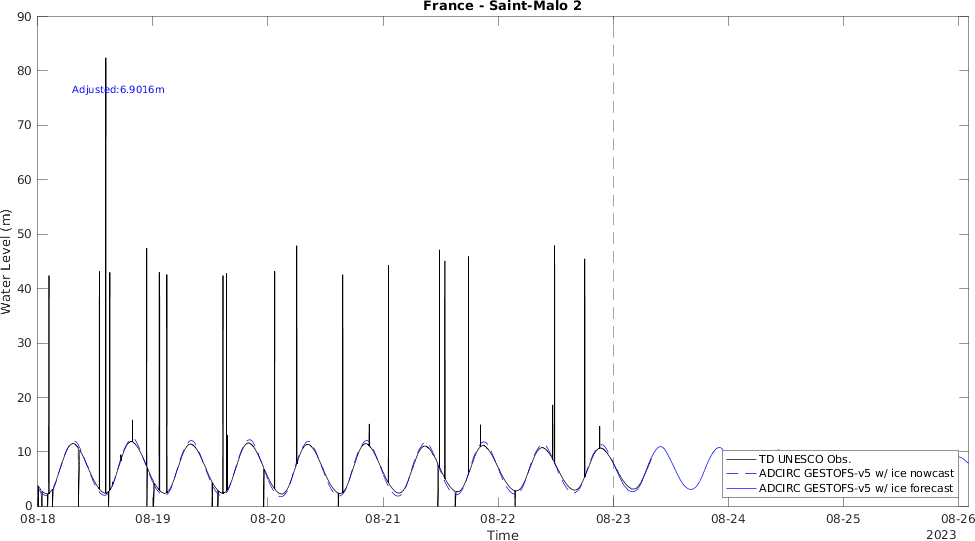 France - Saint-Malo 2
90
80
70
60
50
40
30
20
10
0
Water Level (m)
Adjusted:6.9016m
TD UNESCO Obs.
ADCIRC GESTOFS-v5 w/ ice nowcast
ADCIRC GESTOFS-v5 w/ ice forecast
08-18 08-19 08-20 08-21 08-22 08-23 08-24 08-25 08-26
Time
2023